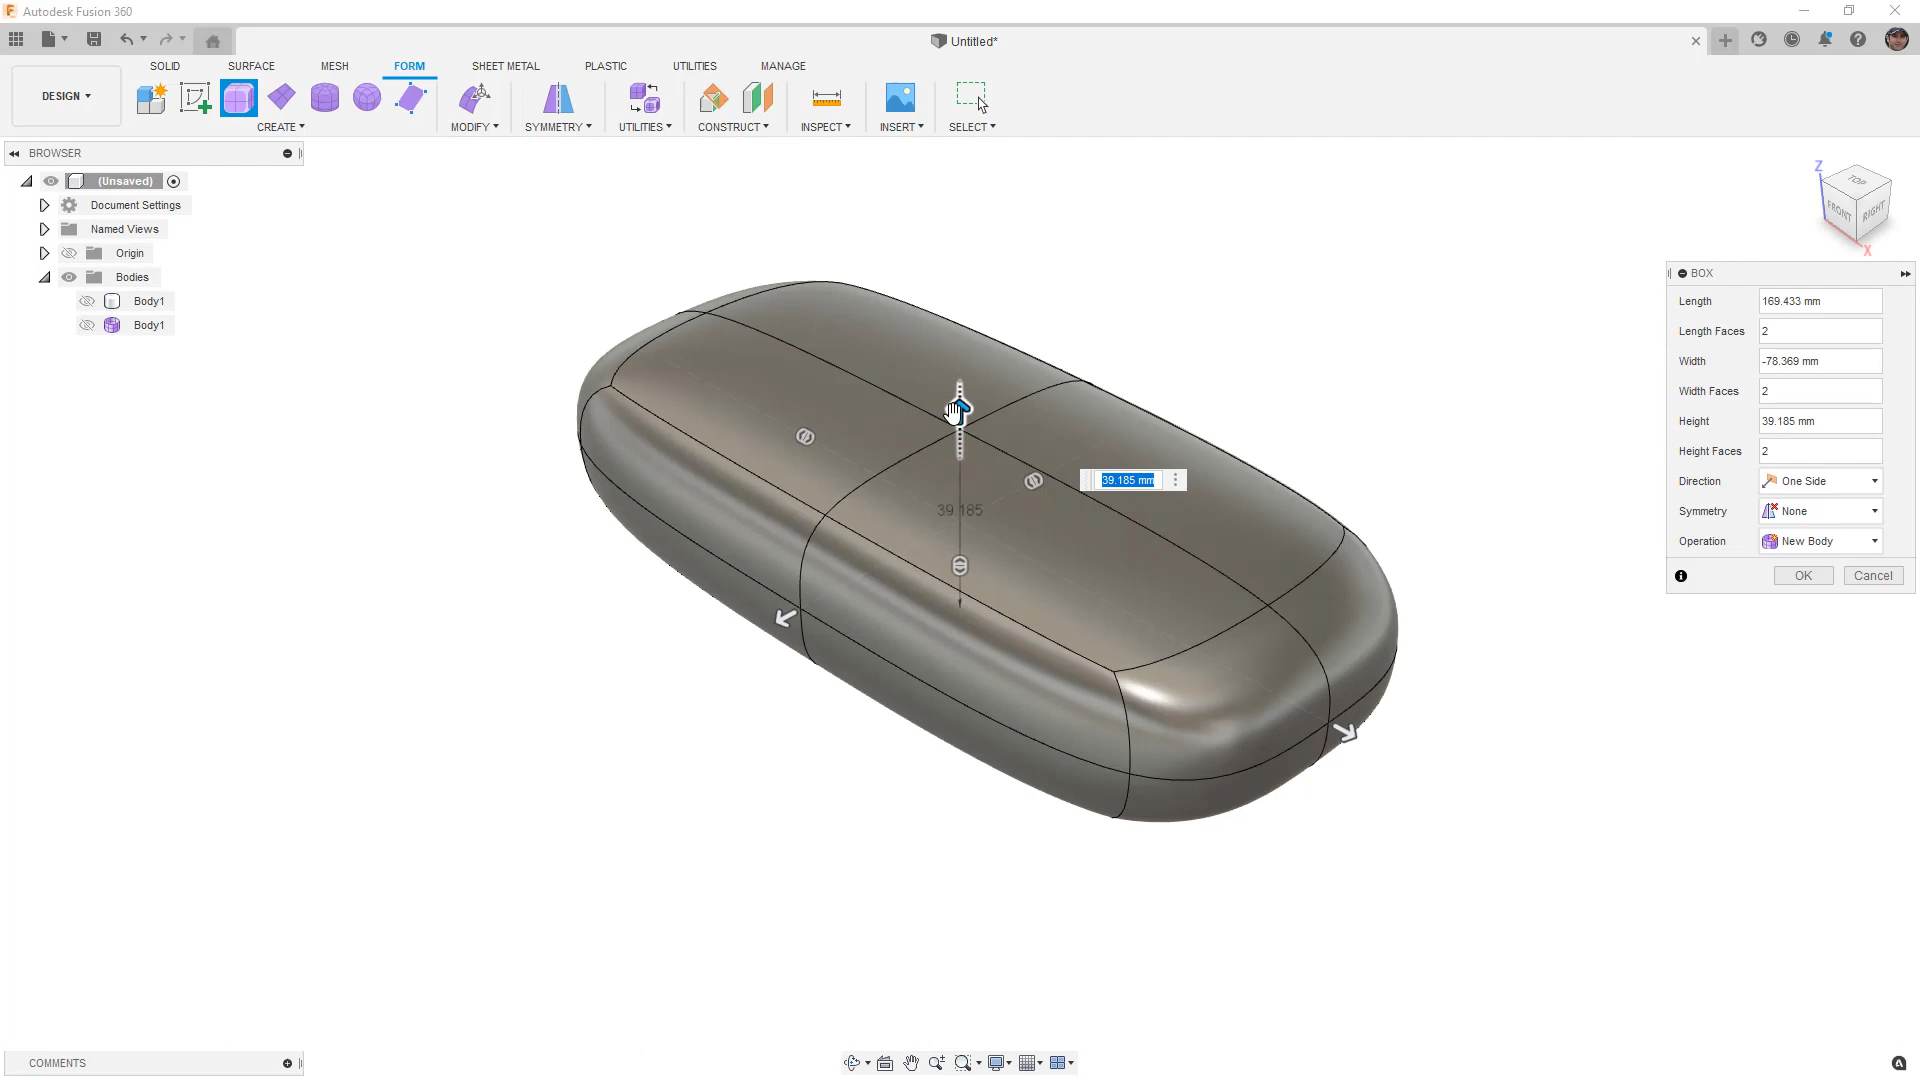 Autodesk Fusion 360
Untitled*
DESIGN
SOLID
SURFACE
MESH
FORM
SHEET METAL
PLASTIC
UTILITIES
MANAGE
CREATE
MODIFY
SYMMETRY
UTILITIES
CONSTRUCT
INSPECT
INSERT
SELECT
BROWSER
(Unsaved)
Document Settings
Named Views
Origin
Bodies
Body1
Body1
Z
TOP
FRONT
RIGHT
X
39.185 mm
39.185
BOX
Length 169.433 mm
Length Faces 2
Width -78.369 mm
Width Faces 2
Height 39.185 mm
Height Faces 2
Direction One Side
Symmetry None
Operation New Body
OK
Cancel
COMMENTS